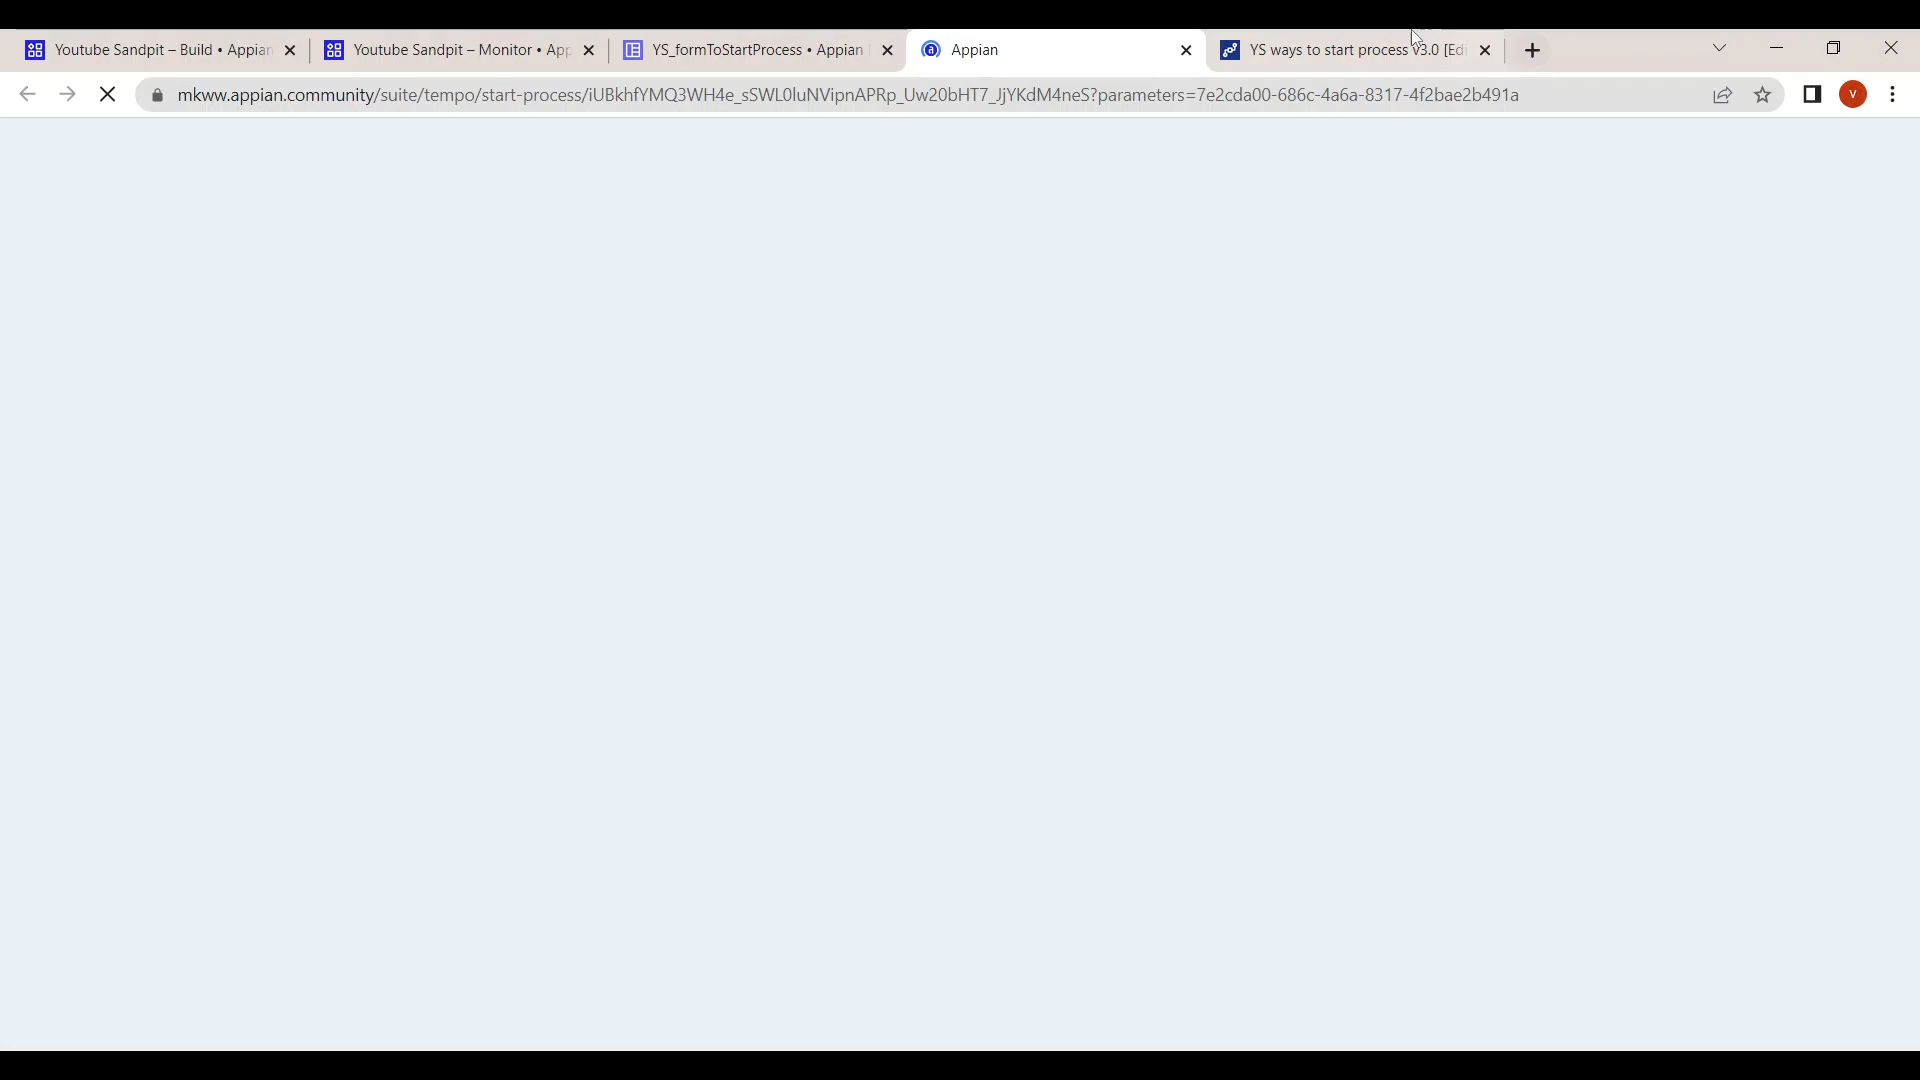 Youtube Sandpit – Build • Appian
Youtube Sandpit – Monitor • App
YS_formToStartProcess • Appian
Appian
YS ways to start process v3.0 [Edi
mkww.appian.community/suite/tempo/start-process/iUBkhfYMQ3WH4e_sSWL0luNVipnAPRp_Uw20bHT7_JjYKdM4neS?parameters=7e2cda00-686c-4a6a-8317-4f2bae2b491a
V